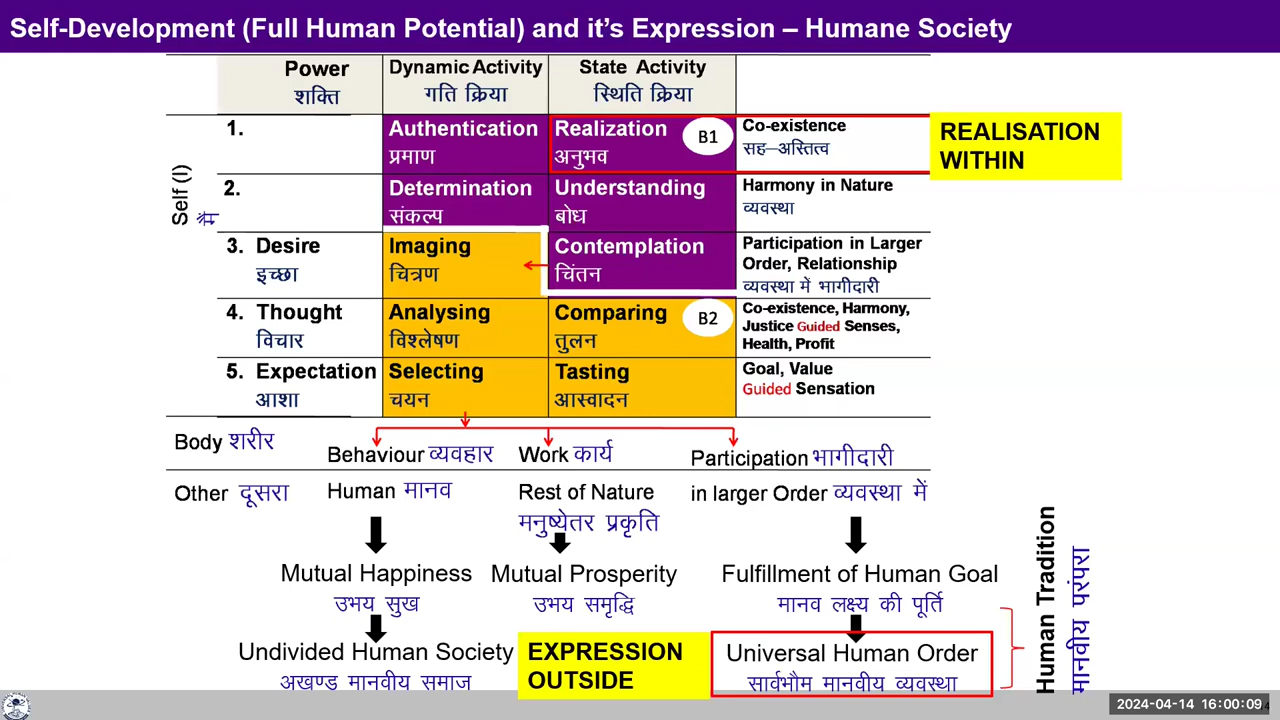 Self-Development (Full Human Potential) and it's Expression – Humane Society
Power
Dynamic Activity
State Activity
शक्ति
गति क्रिया
स्थिति क्रिया
Self (I)
मैं
1.
Authentication
प्रमाण
Realization
अनुभव
B1
Co-existence
सह–अस्तित्व
REALISATION
WITHIN
2.
Determination
संकल्प
Understanding
बोध
Harmony in Nature
व्यवस्था
3. Desire
इच्छा
Imaging
चित्रण
Contemplation
चिंतन
Participation in Larger
Order, Relationship
व्यवस्था में भागीदारी
4. Thought
विचार
Analysing
विश्लेषण
Comparing
तुलन
B2
Co-existence, Harmony,
Justice Guided Senses,
Health, Profit
5. Expectation
आशा
Selecting
चयन
Tasting
आस्वादन
Goal, Value
Guided Sensation
Body शरीर
Behaviour व्यवहार
Work कार्य
Participation भागीदारी
Other दूसरा
Human मानव
Rest of Nature
मनुष्येतर प्रकृति
in larger Order व्यवस्था में
Mutual Happiness
उभय सुख
Mutual Prosperity
उभय समृद्धि
Fulfillment of Human Goal
मानव लक्ष्य की पूर्ति
Undivided Human Society
अखण्ड मानवीय समाज
EXPRESSION
OUTSIDE
Universal Human Order
सार्वभौम मानवीय व्यवस्था
Human Tradition
मानवीय परंपरा
2024-04-14 16:00:09